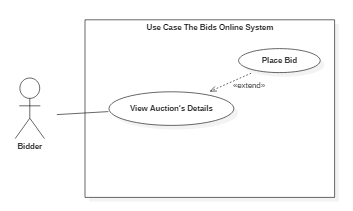 Use Case The Bids Online System
Place Bid
«extend»
View Auction's Details
Bidder